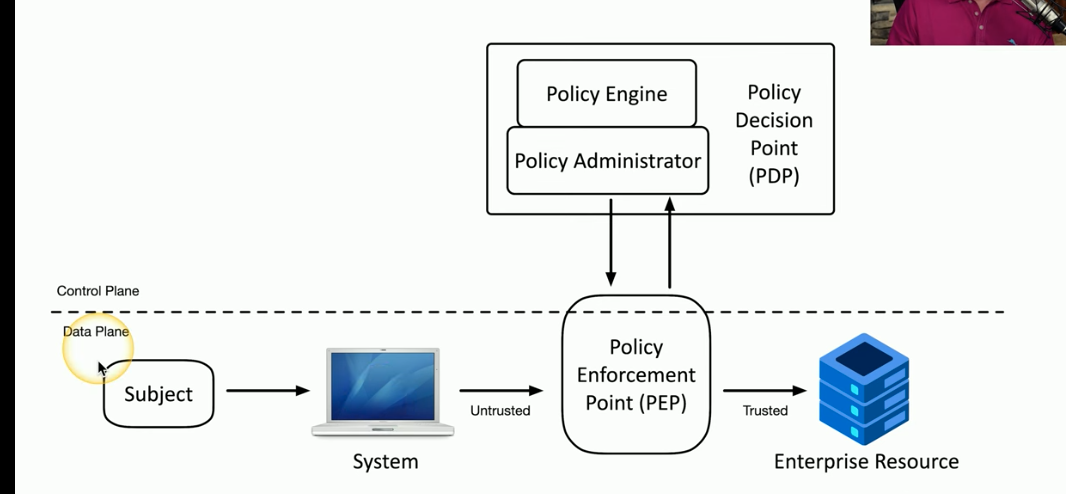 Policy Engine
Policy Administrator
Policy
Decision
Point
(PDP)
Control Plane
Data Plane
Subject
System
Untrusted
Policy
Enforcement
Point (PEP)
Trusted
Enterprise Resource